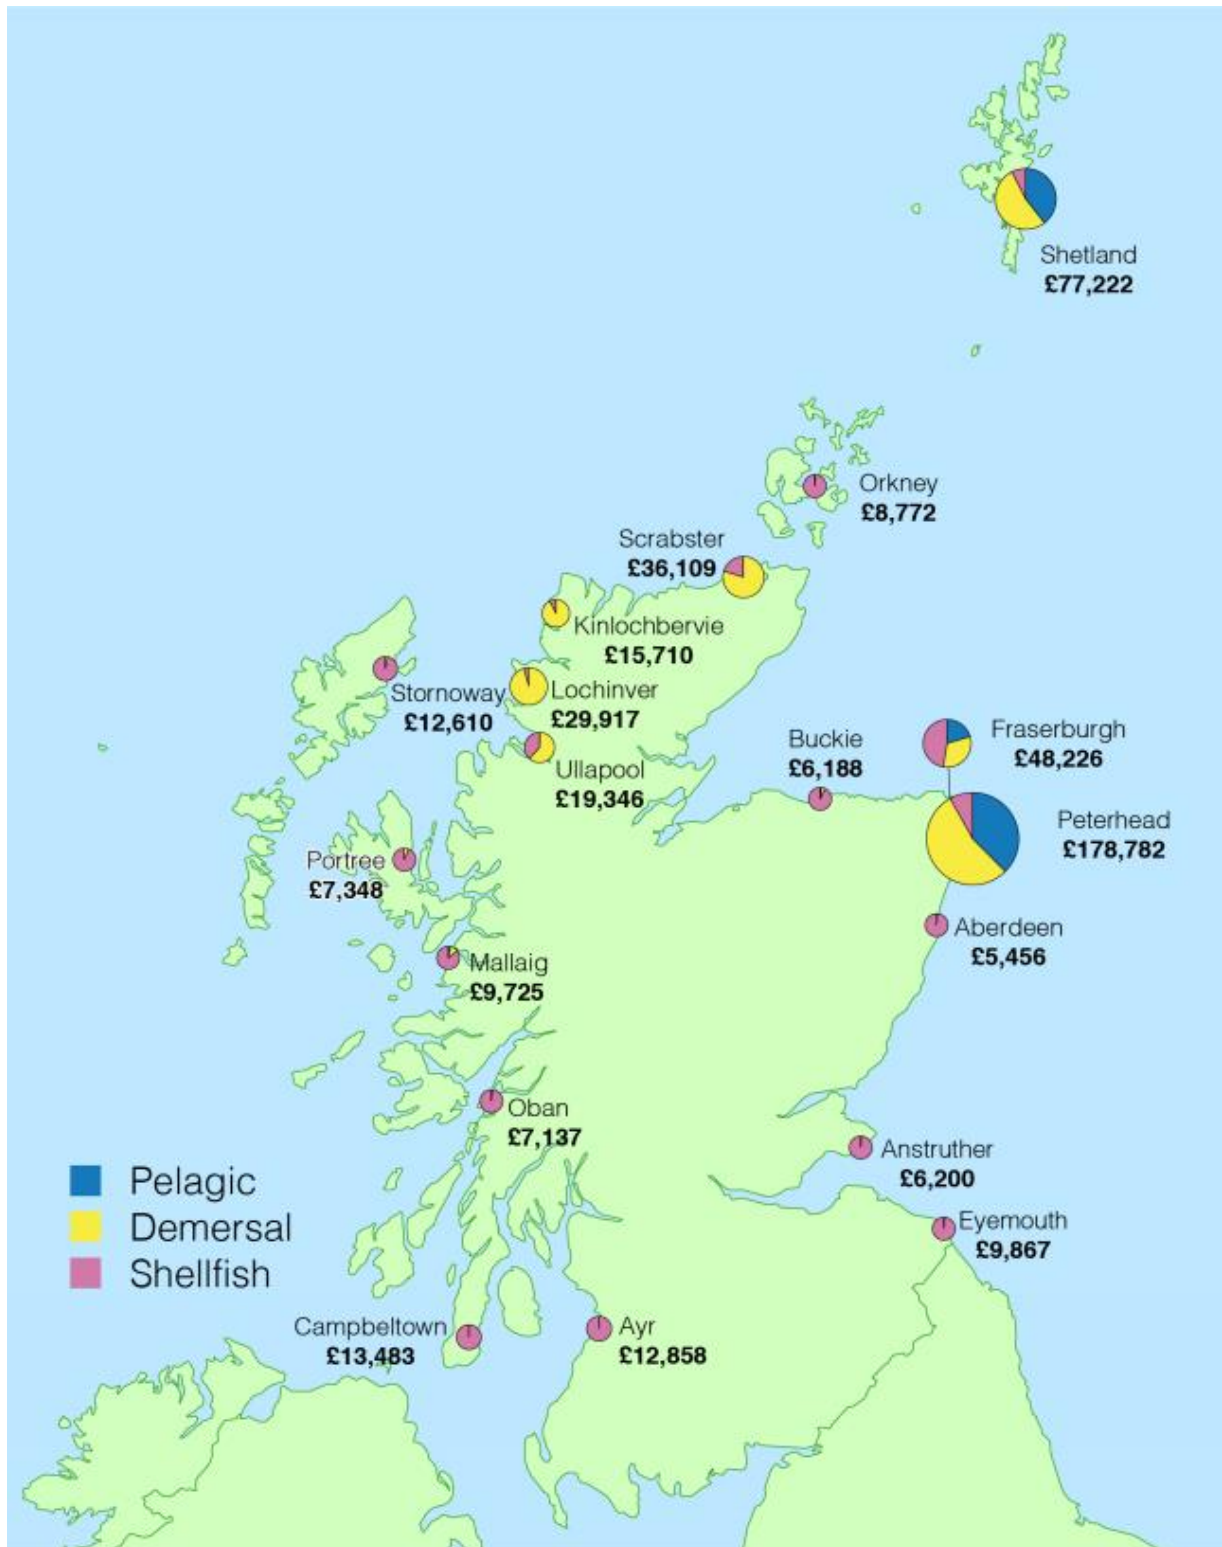 Shetland
£77,222
Orkney
£8,772
Scrabster
£36,109
Kinlochbervie
£15,710
Stornoway
£12,610
Lochinver
£29,917
Ullapool
£19,346
Buckie
£6,188
Fraserburgh
£48,226
Peterhead
£178,782
Portree
£7,348
Aberdeen
£5,456
Mallaig
£9,725
Oban
£7,137
Anstruther
£6,200
Eyemouth
£9,867
Pelagic
Demersal
Shellfish
Campbeltown
£13,483
Ayr
£12,858